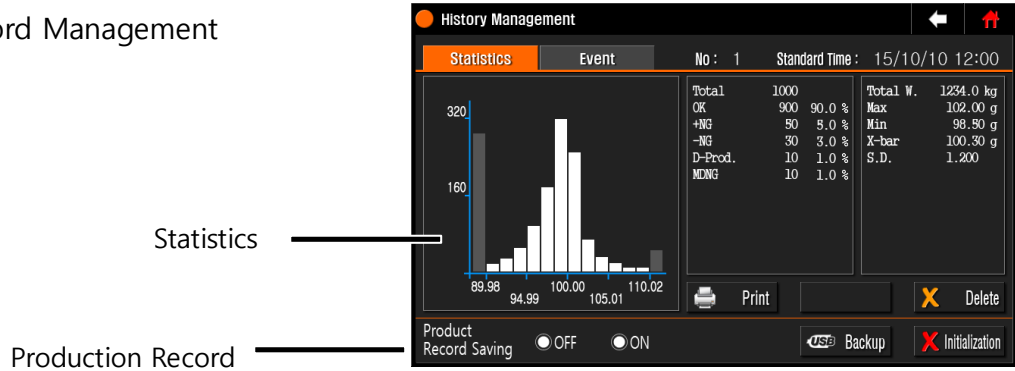 ord Management
History Management
Statistics Event No : 1 Standard Time : 15/10/10 12:00
320
160
89.98 94.99 100.00 105.01 110.02
Total 1000
OK 900 90.0 %
+NG 50 5.0 %
-NG 30 3.0 %
D-Prod. 10 1.0 %
MDNG 10 1.0 %
Total W. 1234.0 kg
Max 102.00 g
Min 98.50 g
X-bar 100.30 g
S.D. 1.200
Print
X Delete
Product
Record Saving OFF ON
USB Backup
X Initialization
Statistics
Production Record